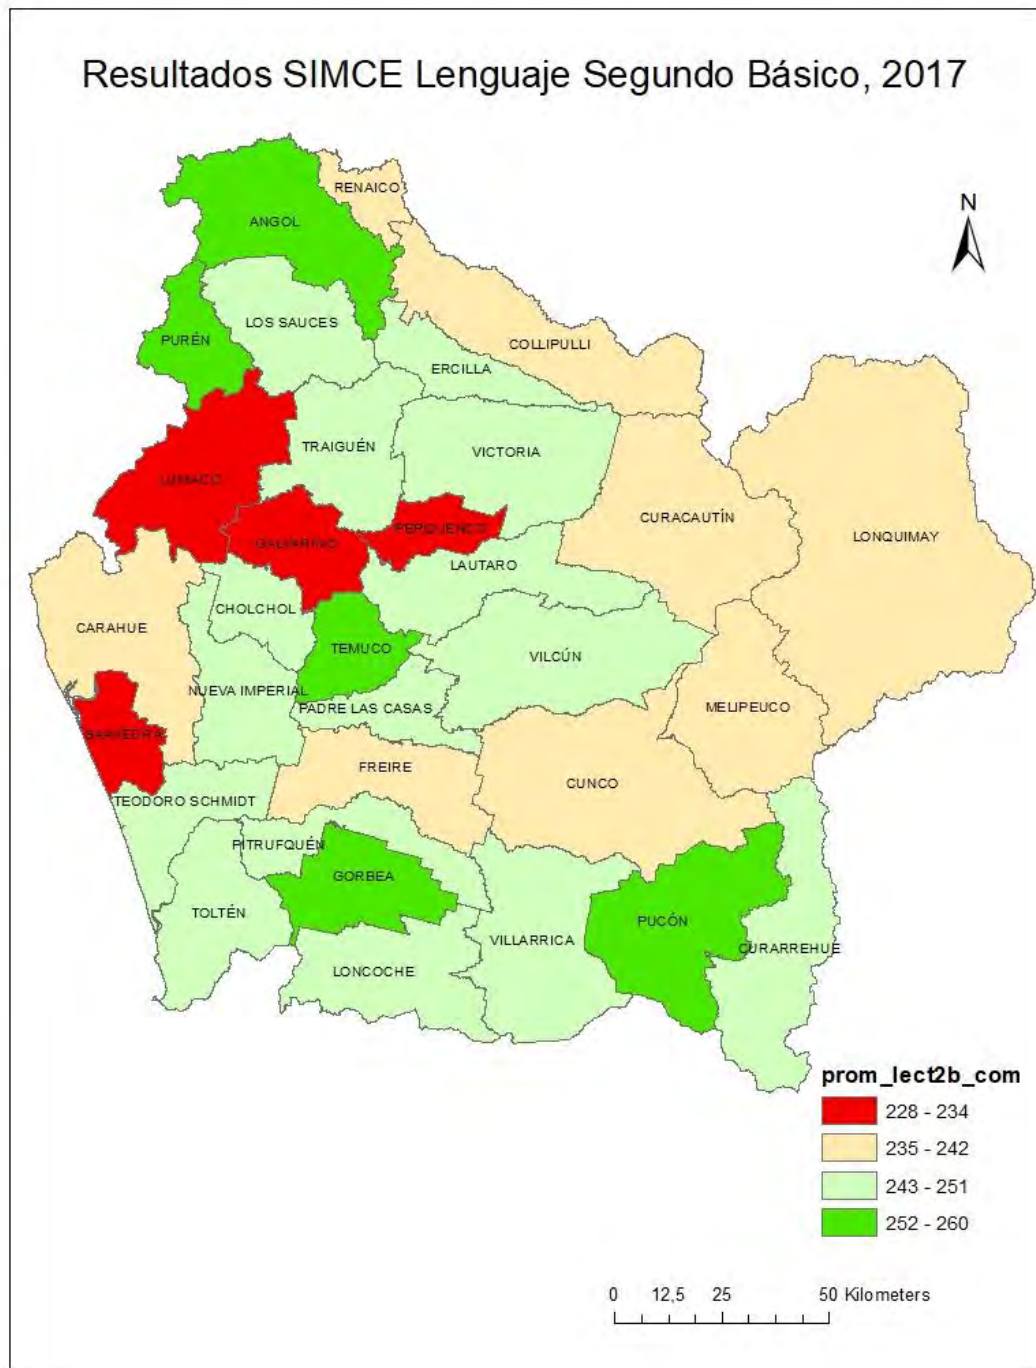 Resultados SIMCE Lenguaje Segundo Básico, 2017
RENAICO
N
ANGOL
LOS SAUCES
PURÉN
COLLIPULLI
ERCILLA
TRAIGUÉN
VICTORIA
LUMACO
CURACAUTÍN
PERQUENCO
LONQUIMAY
GALVARINO
LAUTARO
CHOLCHOL
CARAHUE
TEMUCO
VILCÚN
NUEVA IMPERIAL
PADRE LAS CASAS
MELIPEUCO
SAAVEDRA
FREIRE
CUNCO
TEODORO SCHMIDT
PITRUFQUÉN
GORBEA
TOLTÉN
PUCÓN
VILLARRICA
CURARREHUE
LONCOCHE
prom_lect2b_com
228 - 234
235 - 242
243 - 251
252 - 260
0 12,5 25 50 Kilometers